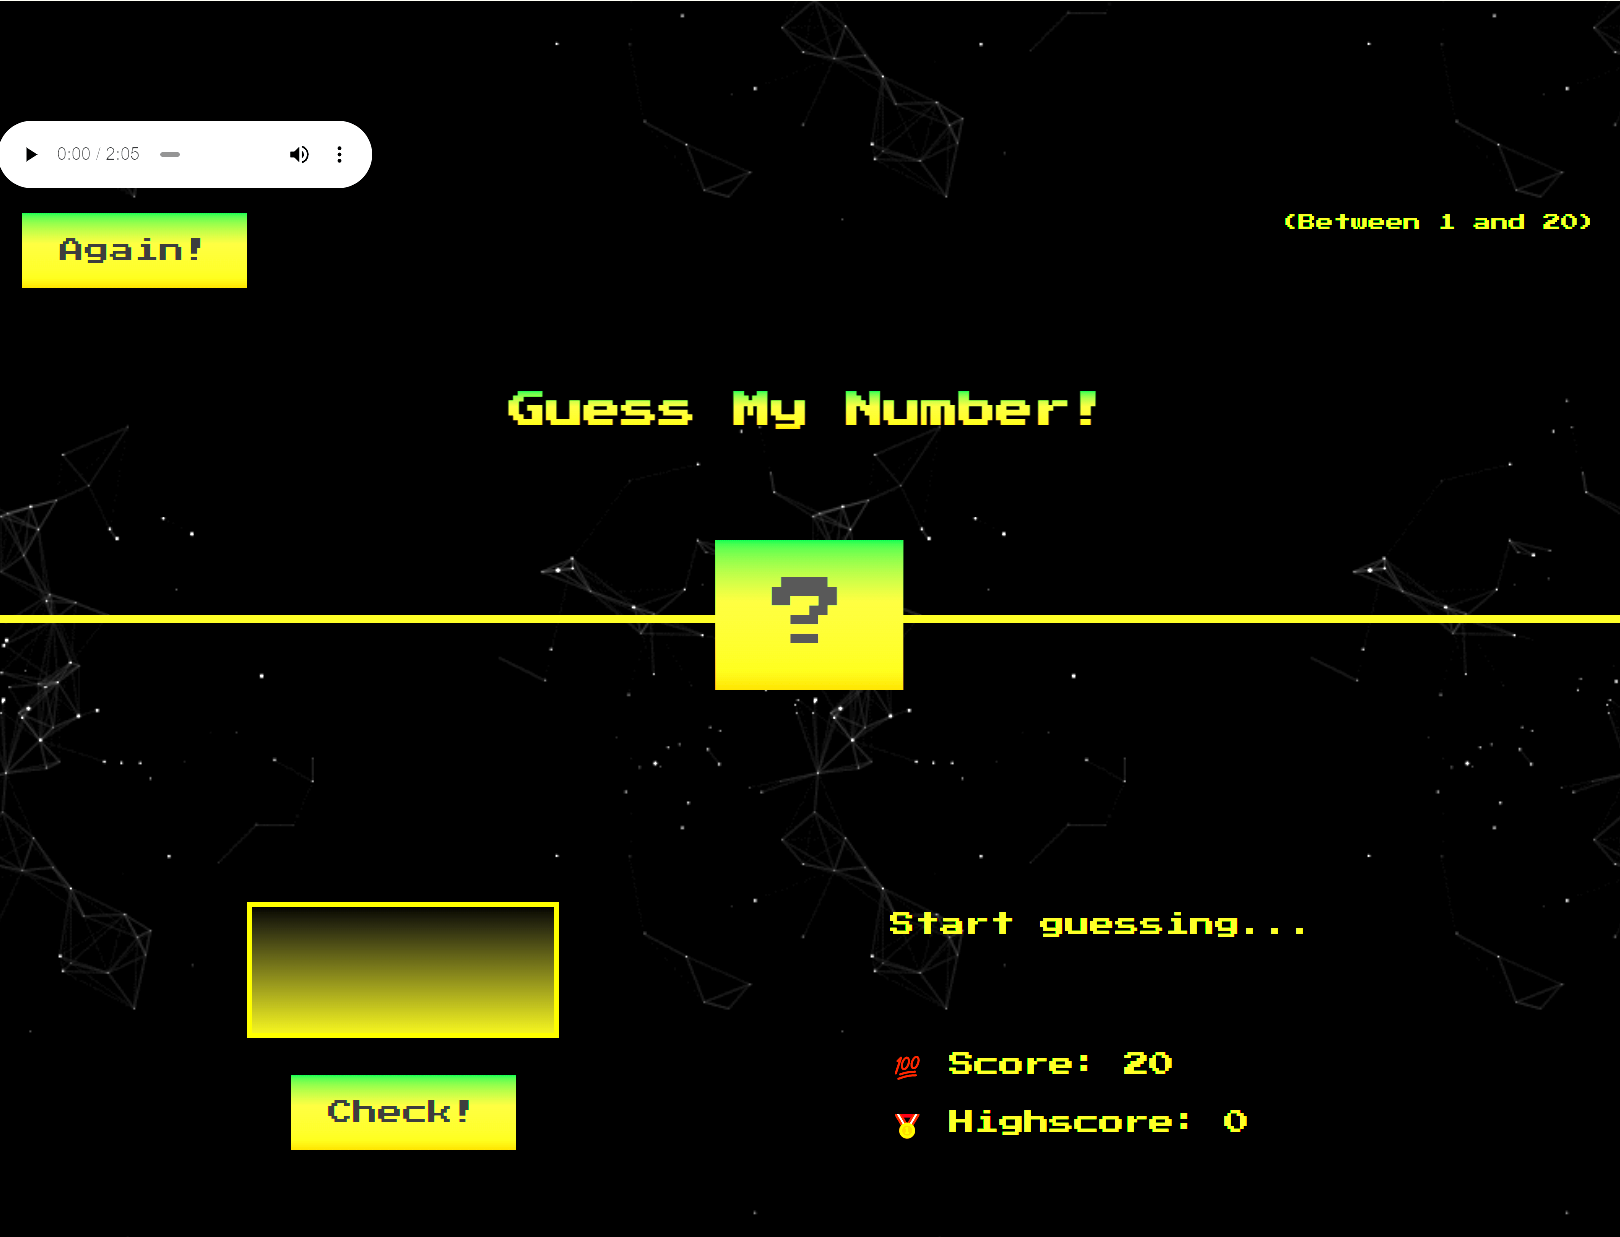 0:00 / 2:05
Again!
(Between 1 and 20)
Guess My Number!
?
Start guessing...
💯 Score: 20
🥇 Highscore: 0
Check!